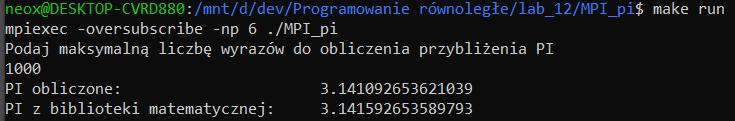 neox@DESKTOP-CVRD880:/mnt/d/dev/Programowanie równoległe/lab_12/MPI_pi$ make run
mpiexec -oversubscribe -np 6 ./MPI_pi
Podaj maksymalną liczbę wyrazów do obliczenia przybliżenia PI
1000
PI obliczone: 3.141092653621039
PI z biblioteki matematycznej: 3.141592653589793